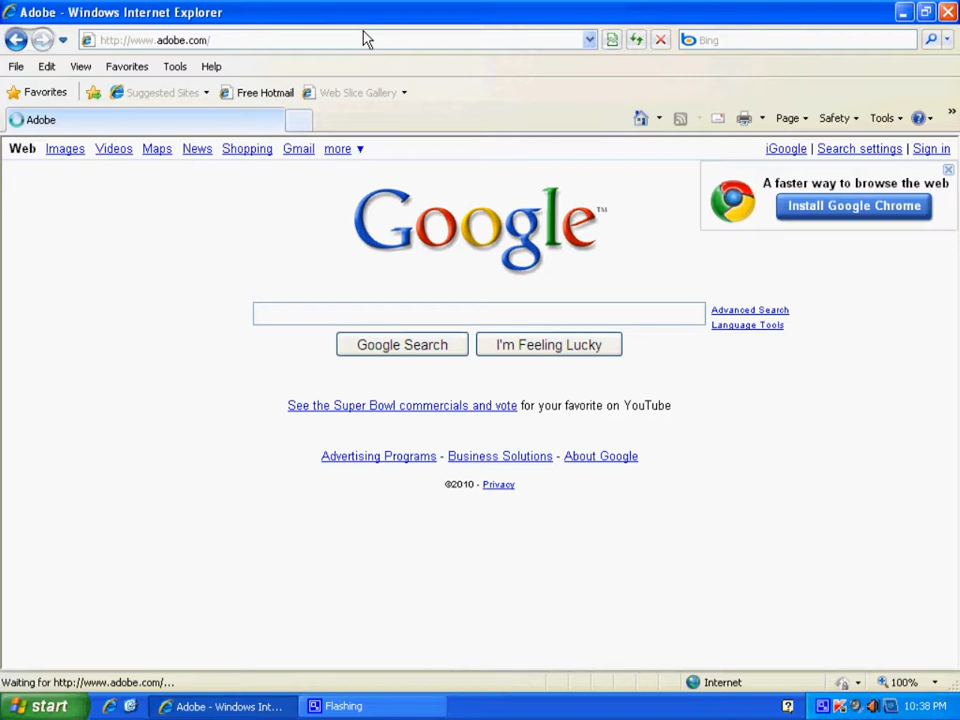 Adobe - Windows Internet Explorer
http://www.adobe.com/
Bing
File Edit View Favorites Tools Help
Favorites Suggested Sites Free Hotmail Web Slice Gallery
Adobe
Page Safety Tools »
Web Images Videos Maps News Shopping Gmail more ▼
iGoogle | Search settings | Sign in
A faster way to browse the web
Install Google Chrome
Google™
Advanced Search
Language Tools
Google Search I'm Feeling Lucky
See the Super Bowl commercials and vote for your favorite on YouTube
Advertising Programs - Business Solutions - About Google
©2010 - Privacy
Waiting for http://www.adobe.com/...
Internet
100%
start
Adobe - Windows Int...
Flashing
10:38 PM